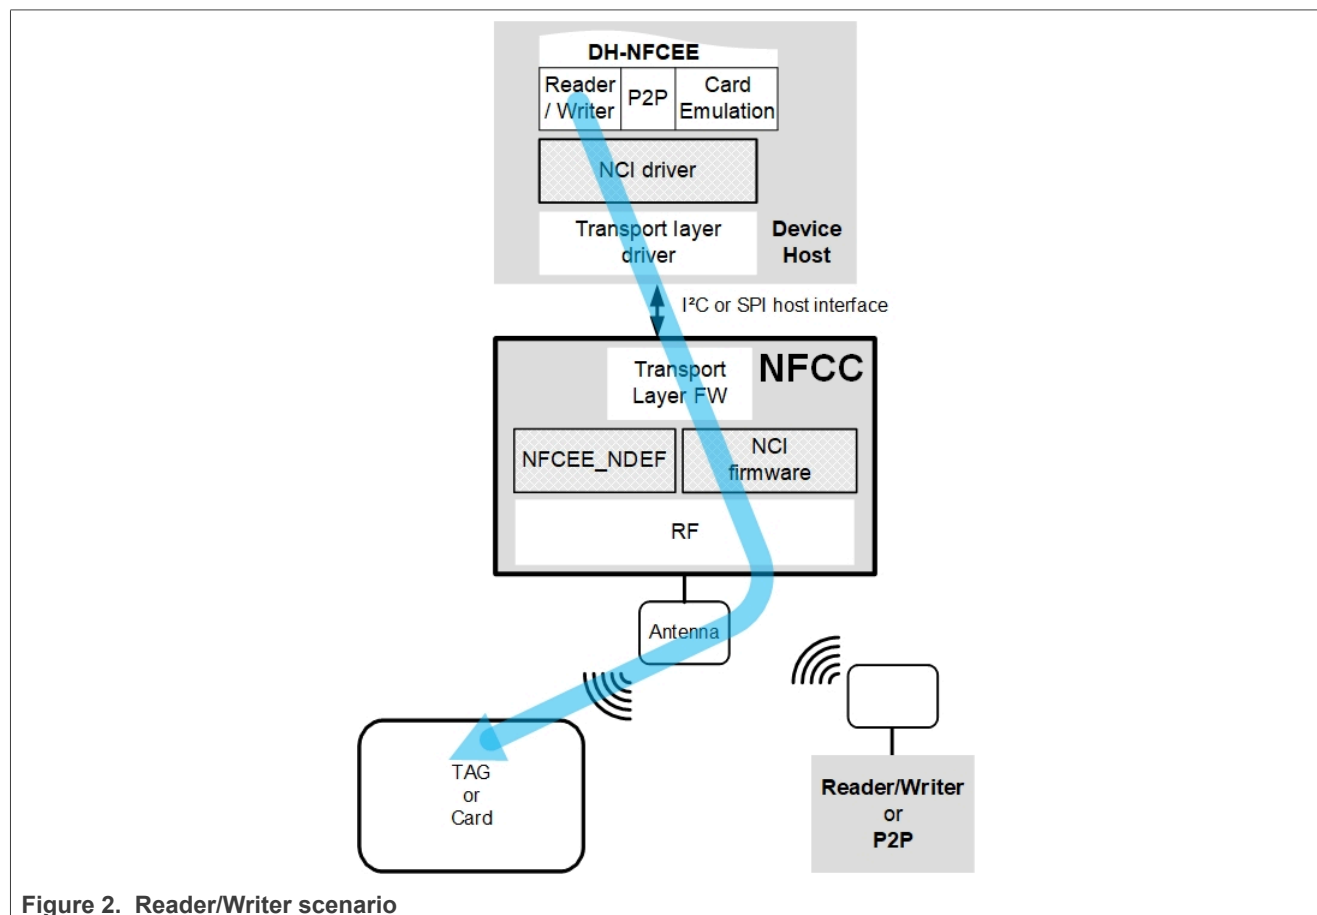 DH-NFCEE
Reader
/ Writer
P2P
Card
Emulation
NCI driver
Transport layer
driver
Device
Host
I²C or SPI host interface
Transport
Layer FW
NFCC
NFCEE_NDEF
NCI
firmware
RF
Antenna
TAG
or
Card
Reader/Writer
or
P2P
Figure 2. Reader/Writer scenario